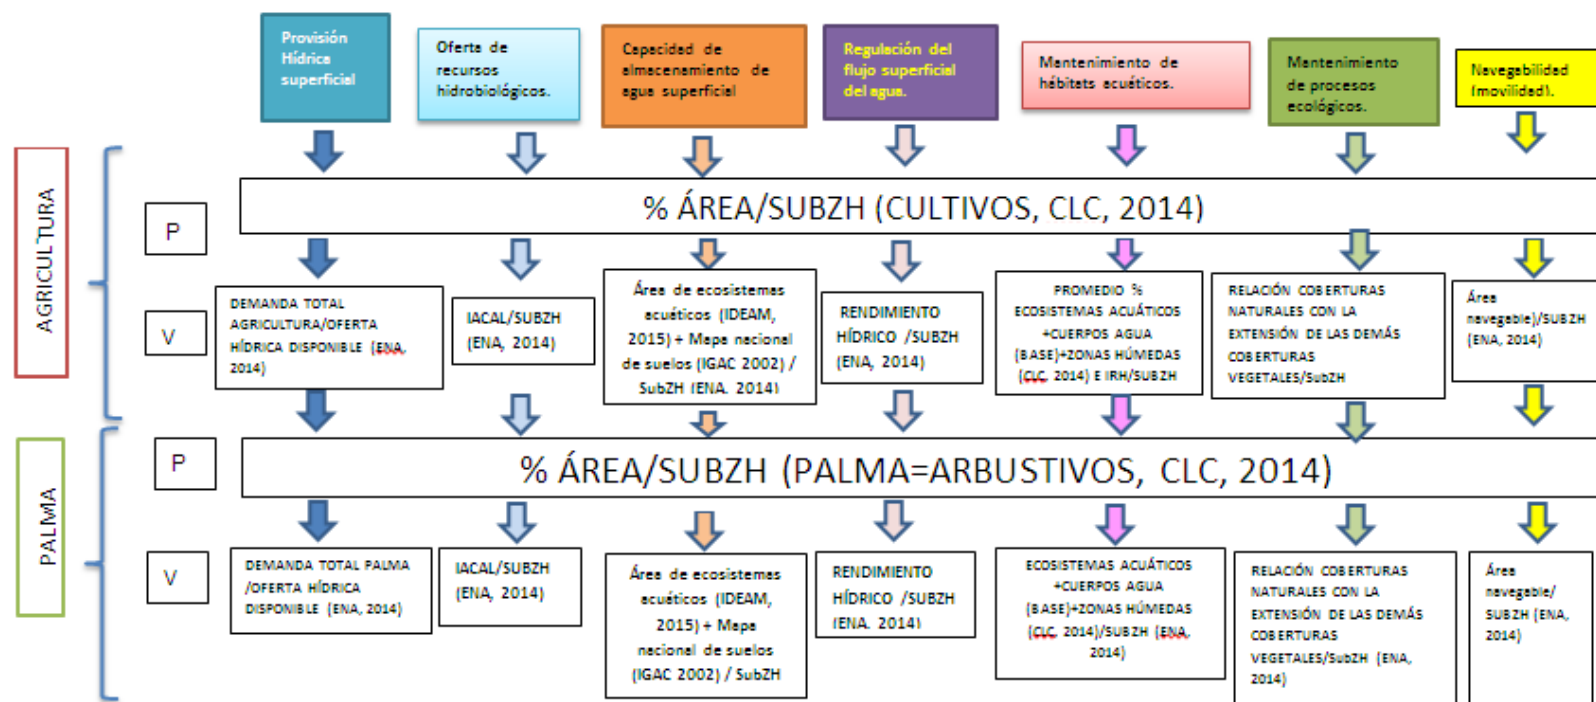 Provisión
Hídrica
superficial
Oferta de
recursos
hidrobiológicos.
Capacidad de
almacenamiento de
agua superficial
Regulación del
flujo superficial
del agua.
Mantenimiento de
hábitats acuáticos.
Mantenimiento
de procesos
ecológicos.
Navegabilidad
(movilidad).
AGRICULTURA
P
% ÁREA/SUBZH (CULTIVOS, CLC, 2014)
V
DEMANDA TOTAL
AGRICULTURA/OFERTA
HÍDRICA DISPONIBLE (ENA,
2014)
IACAL/SUBZH
(ENA, 2014)
Área de ecosistemas
acuáticos (IDEAM,
2015) + Mapa nacional
de suelos (IGAC 2002) /
SubZH (ENA. 2014)
RENDIMIENTO
HÍDRICO /SUBZH
(ENA, 2014)
PROMEDIO %
ECOSISTEMAS ACUÁTICOS
+CUERPOS AGUA
(BASE)+ZONAS HÚMEDAS
(CLC, 2014) E IRH/SUBZH
RELACIÓN COBERTURAS
NATURALES CON LA
EXTENSIÓN DE LAS DEMÁS
COBERTURAS
VEGETALES/SubZH
Área
navegable)/SUBZH
(ENA, 2014)
PALMA
P
% ÁREA/SUBZH (PALMA=ARBUSTIVOS, CLC, 2014)
V
DEMANDA TOTAL PALMA
/OFERTA HÍDRICA
DISPONIBLE (ENA, 2014)
IACAL/SUBZH
(ENA, 2014)
Área de ecosistemas
acuáticos (IDEAM,
2015) + Mapa
nacional de suelos
(IGAC 2002) / SubZH
RENDIMIENTO
HÍDRICO /SUBZH
(ENA. 2014)
ECOSISTEMAS ACUÁTICOS
+CUERPOS AGUA
(BASE)+ZONAS HÚMEDAS
(CLC, 2014)/SUBZH (ENA,
2014)
RELACIÓN COBERTURAS
NATURALES CON LA
EXTENSIÓN DE LAS DEMÁS
COBERTURAS
VEGETALES/SubZH (ENA,
2014)
Área
navegable/
SUBZH (ENA,
2014)